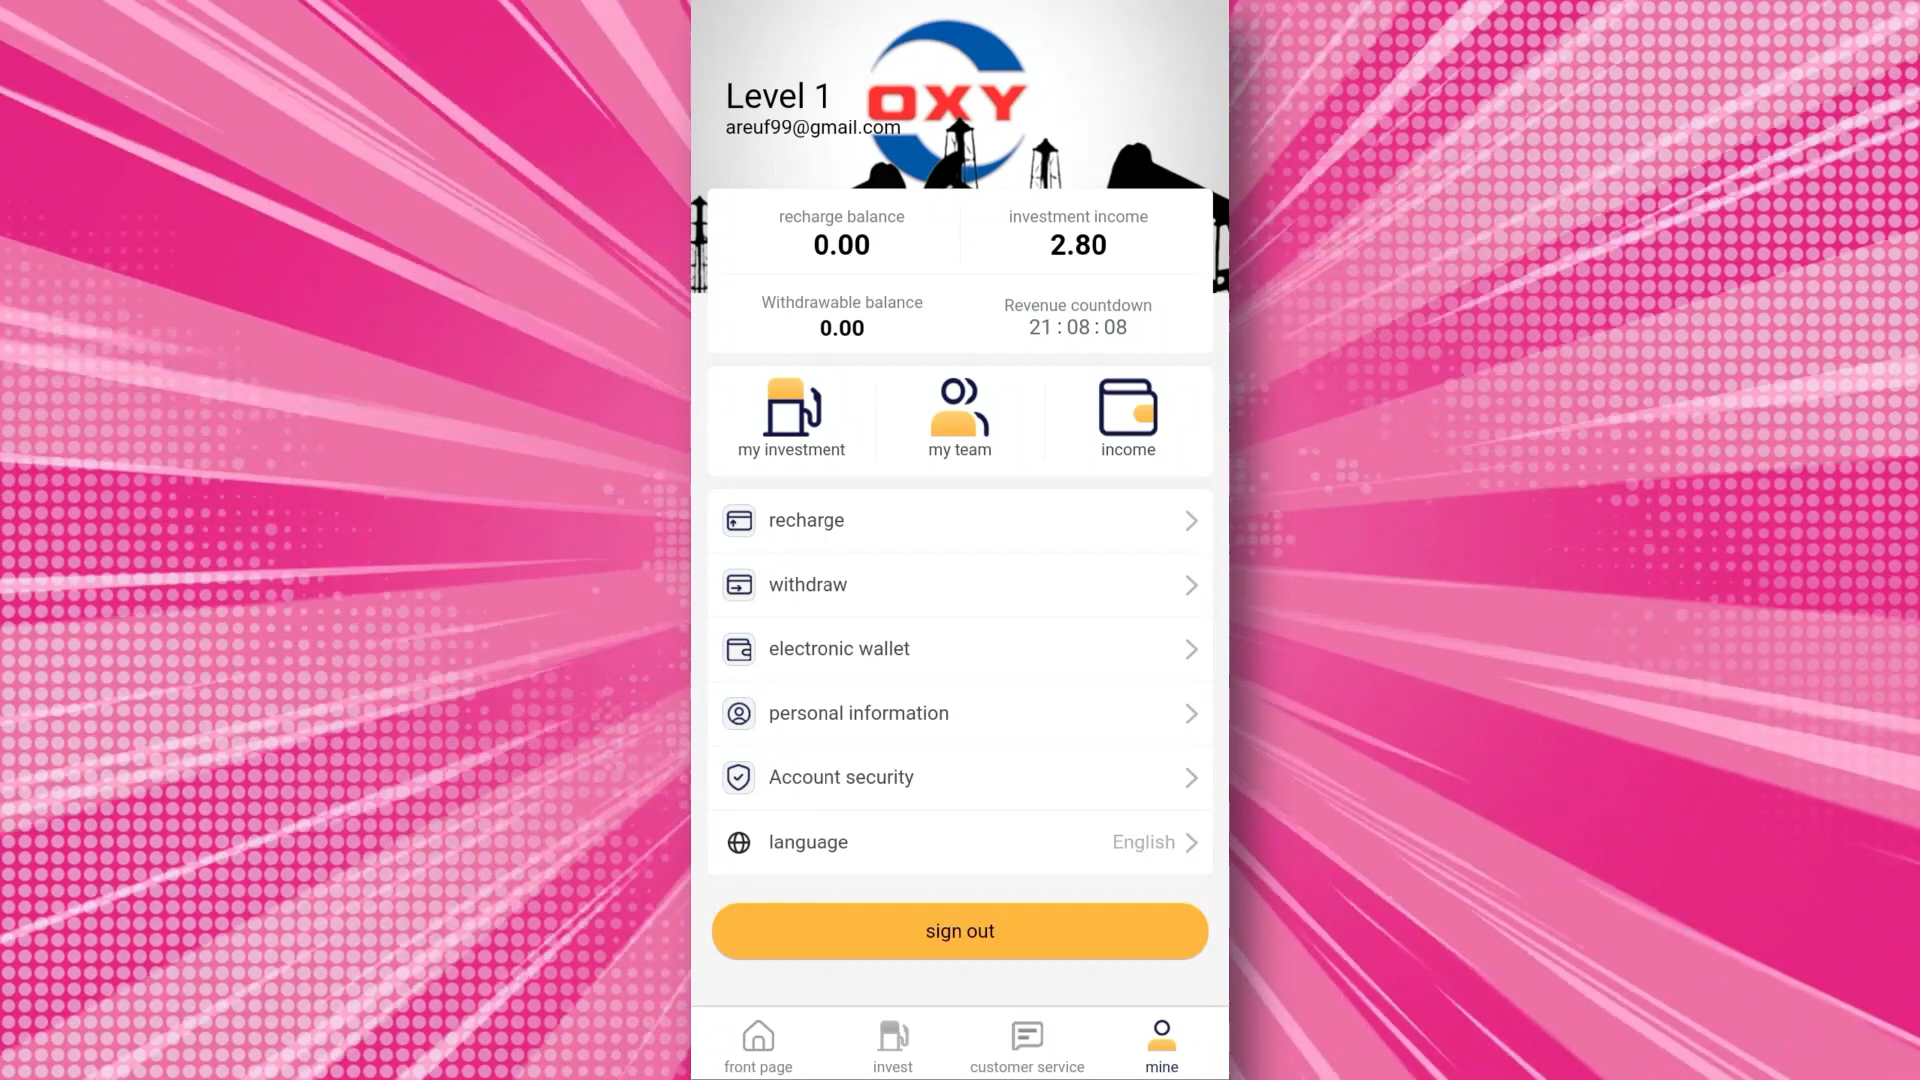 OXY
Level 1
areuf99@gmail.com
recharge balance
0.00
investment income
2.80
Withdrawable balance
0.00
Revenue countdown
21 : 08 : 08
my investment
my team
income
recharge
withdraw
electronic wallet
personal information
Account security
language English
sign out
front page
invest
customer service
mine